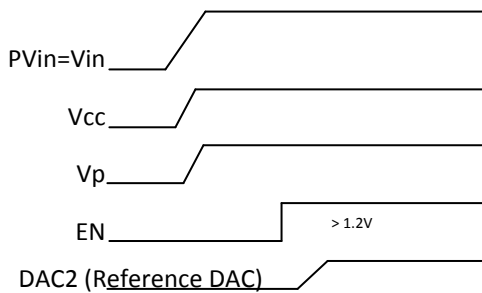 PVin=Vin
Vcc
Vp
EN
> 1.2V
DAC2 (Reference DAC)